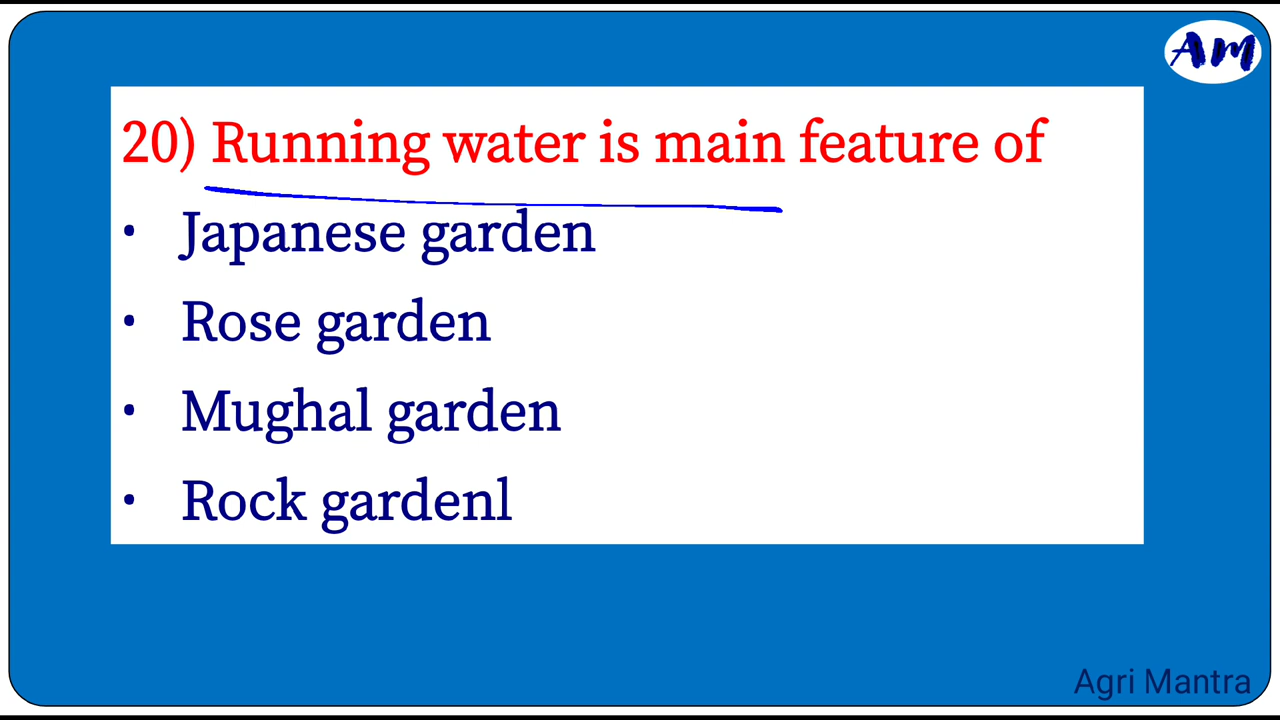 AM
20) Running water is main feature of
• Japanese garden
• Rose garden
• Mughal garden
• Rock gardenl
Agri Mantra